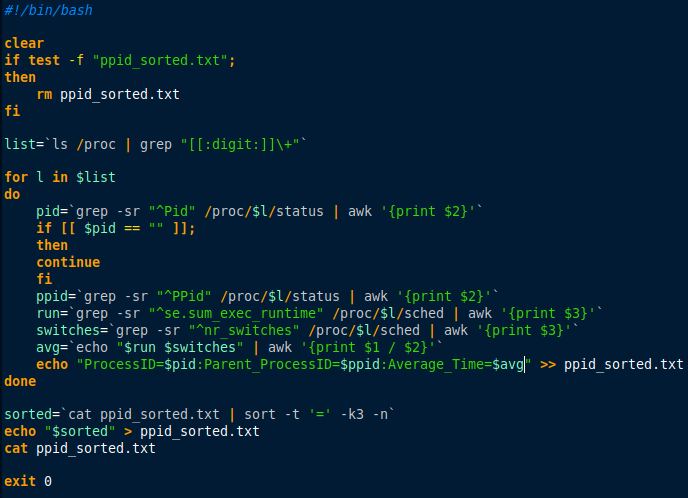 #!/bin/bash
clear
if test -f "ppid_sorted.txt";
then
rm ppid_sorted.txt
fi
list=`ls /proc | grep "[[:digit:]]\+"`
for l in $list
do
pid=`grep -sr "^Pid" /proc/$l/status | awk '{print $2}'`
if [[ $pid == "" ]];
then
continue
fi
ppid=`grep -sr "^PPid" /proc/$l/status | awk '{print $2}'`
run=`grep -sr "^se.sum_exec_runtime" /proc/$l/sched | awk '{print $3}'`
switches=`grep -sr "^nr_switches" /proc/$l/sched | awk '{print $3}'`
avg=`echo "$run $switches" | awk '{print $1 / $2}'`
echo "ProcessID=$pid:Parent_ProcessID=$ppid:Average_Time=$avg" >> ppid_sorted.txt
done
sorted=`cat ppid_sorted.txt | sort -t '=' -k3 -n`
echo "$sorted" > ppid_sorted.txt
cat ppid_sorted.txt
exit 0